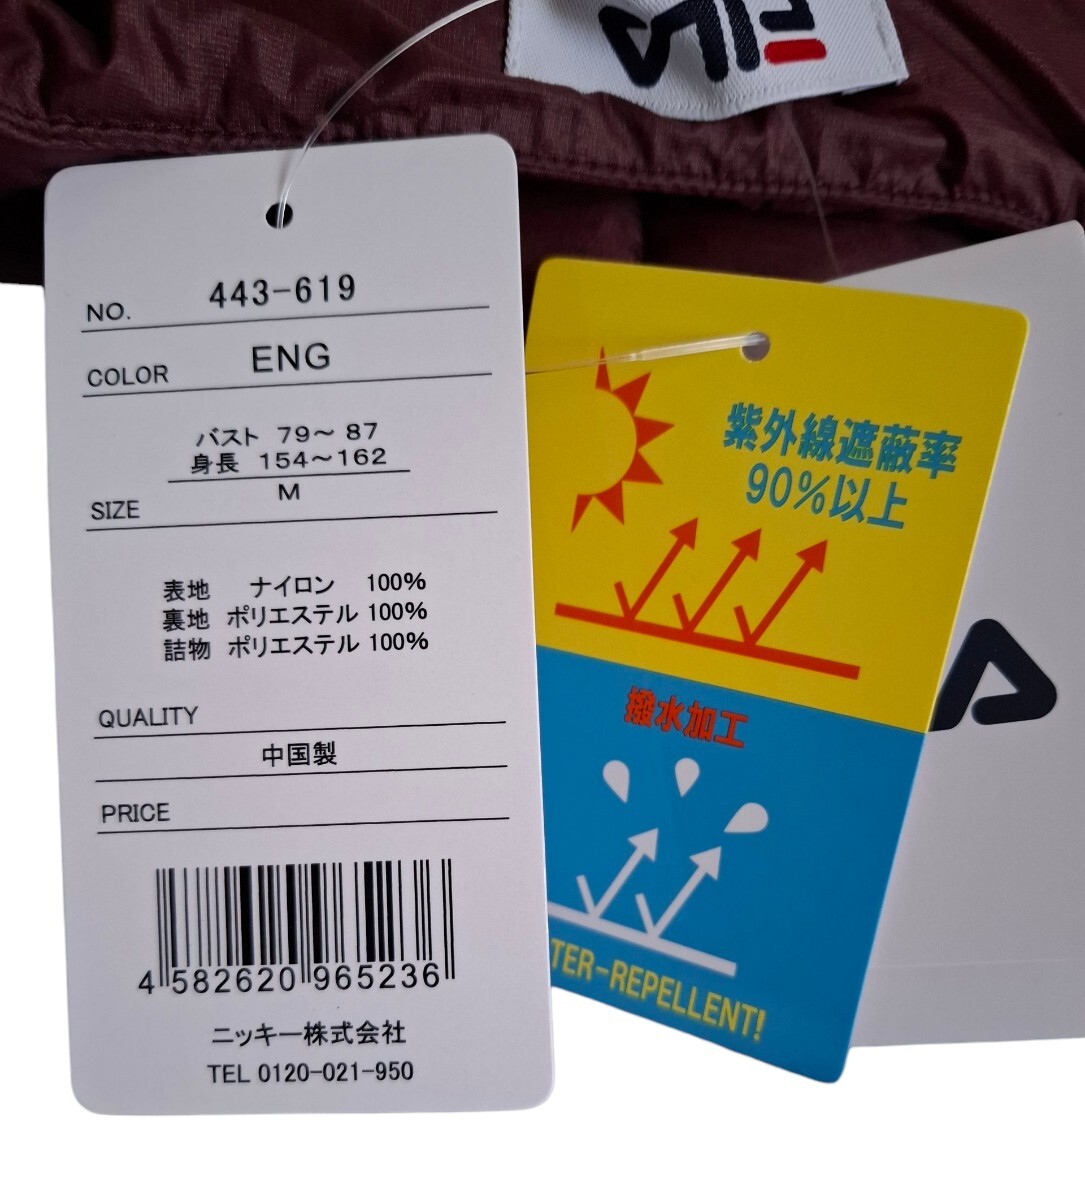 FILA
NO. 443-619
COLOR ENG
バスト 79～87
身長 154～162
SIZE M
表地 ナイロン 100%
裏地 ポリエステル 100%
詰物 ポリエステル 100%
QUALITY
中国製
PRICE
4 582620 965236
ニッキー株式会社
TEL 0120-021-950
紫外線遮蔽率
90%以上
撥水加工
TER-REPELLENT!
A